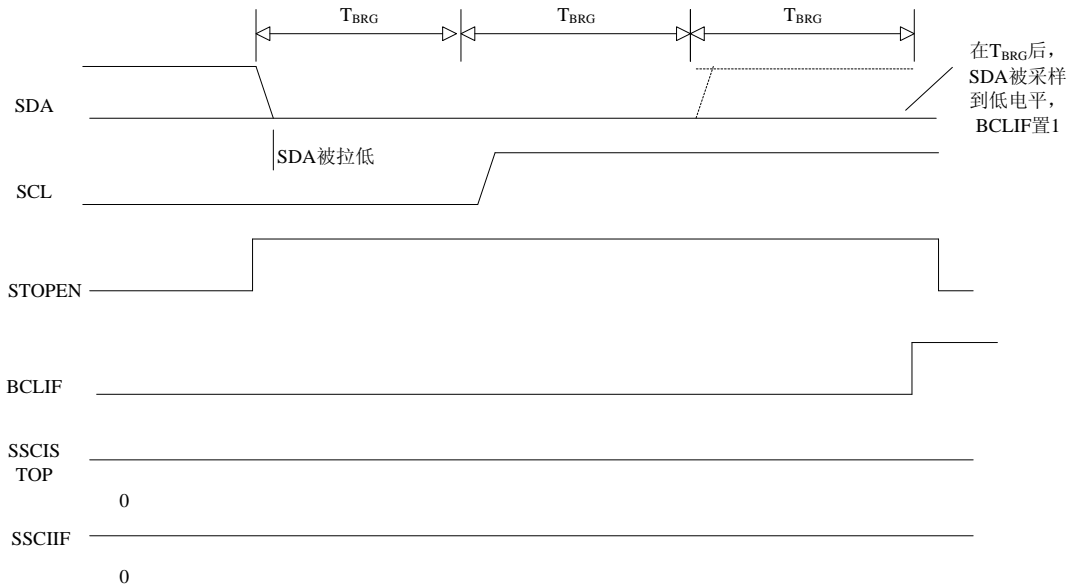 TBRG
TBRG
TBRG
在TBRG后，
SDA被采样
到低电平，
BCLIF置1
SDA
SDA被拉低
SCL
STOPEN
BCLIF
SSCIS
TOP
0
SSCIIF
0